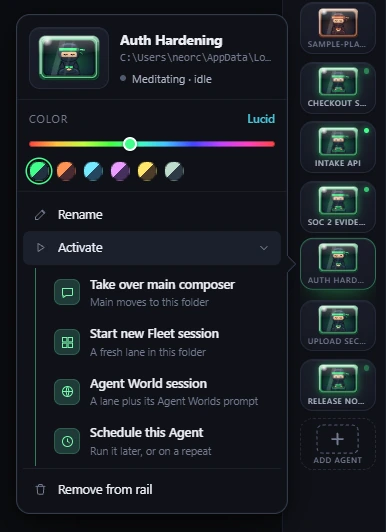 Auth Hardening
C:\Users\neorc\AppData\Lo…
Meditating · idle
COLOR
Lucid
Rename
Activate
Take over main composer
Main moves to this folder
Start new Fleet session
A fresh lane in this folder
Agent World session
A lane plus its Agent Worlds prompt
Schedule this Agent
Run it later, or on a repeat
Remove from rail
SAMPLE-PLA…
CHECKOUT S…
INTAKE API
SOC 2 EVIDE…
AUTH HARD…
UPLOAD SEC…
RELEASE NO…
ADD AGENT